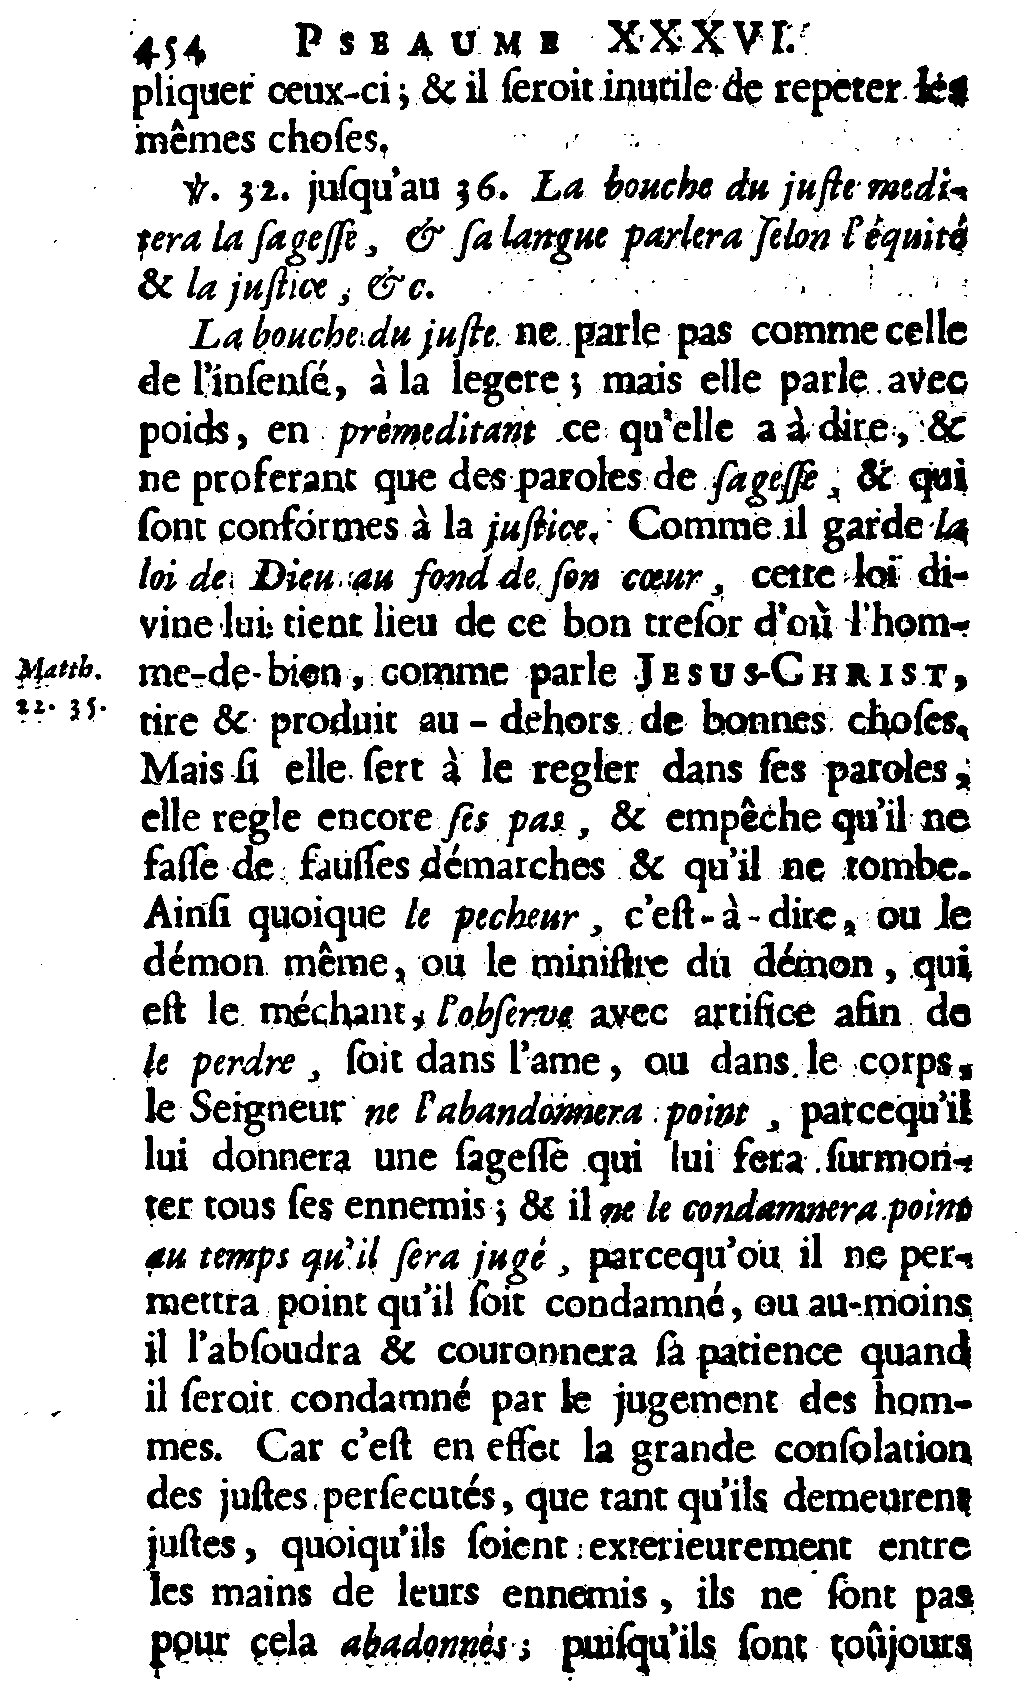 454 PSEAUME XXXVI.
pliquer ceux-ci ; & il ſeroit inutile de repeter les
mêmes choſes.
℣. 32. juſqu'au 36. La bouche du juſte medi-
tera la ſageſſe, & ſa langue parlera ſelon l'équité
& la juſtice, &c.
La bouche du juſte ne parle pas comme celle
de l'inſenſé, à la legere ; mais elle parle avec
poids, en prémeditant ce qu'elle a à dire, &
ne proferant que des paroles de ſageſſe, & qui
ſont conformes à la juſtice. Comme il garde la
loi de Dieu au fond de ſon cœur, cette loi di-
vine lui tient lieu de ce bon treſor d'où l'hom-
Matth. me-de-bien, comme parle JESUS-CHRIST,
22. 35. tire & produit au-dehors de bonnes choſes.
Mais ſi elle ſert à le regler dans ſes paroles,
elle regle encore ſes pas, & empêche qu'il ne
faſſe de fauſſes démarches & qu'il ne tombe.
Ainſi quoique le pecheur, c'eſt-à-dire, ou le
démon même, ou le miniſtre du démon, qui
eſt le méchant, l'obſerve avec artifice afin de
le perdre, ſoit dans l'ame, ou dans le corps,
le Seigneur ne l'abandonnera point, parcequ'il
lui donnera une ſageſſe qui lui fera ſurmon-
ter tous ſes ennemis ; & il ne le condamnera point
au temps qu'il ſera jugé, parcequ'ou il ne per-
mettra point qu'il ſoit condamné, ou au-moins
il l'abſoudra & couronnera ſa patience quand
il ſeroit condamné par le jugement des hom-
mes. Car c'eſt en effet la grande conſolation
des juſtes perſecutés, que tant qu'ils demeurent
juſtes, quoiqu'ils ſoient exterieurement entre
les mains de leurs ennemis, ils ne ſont pas
pour cela abadonnés ; puiſqu'ils ſont toûjours